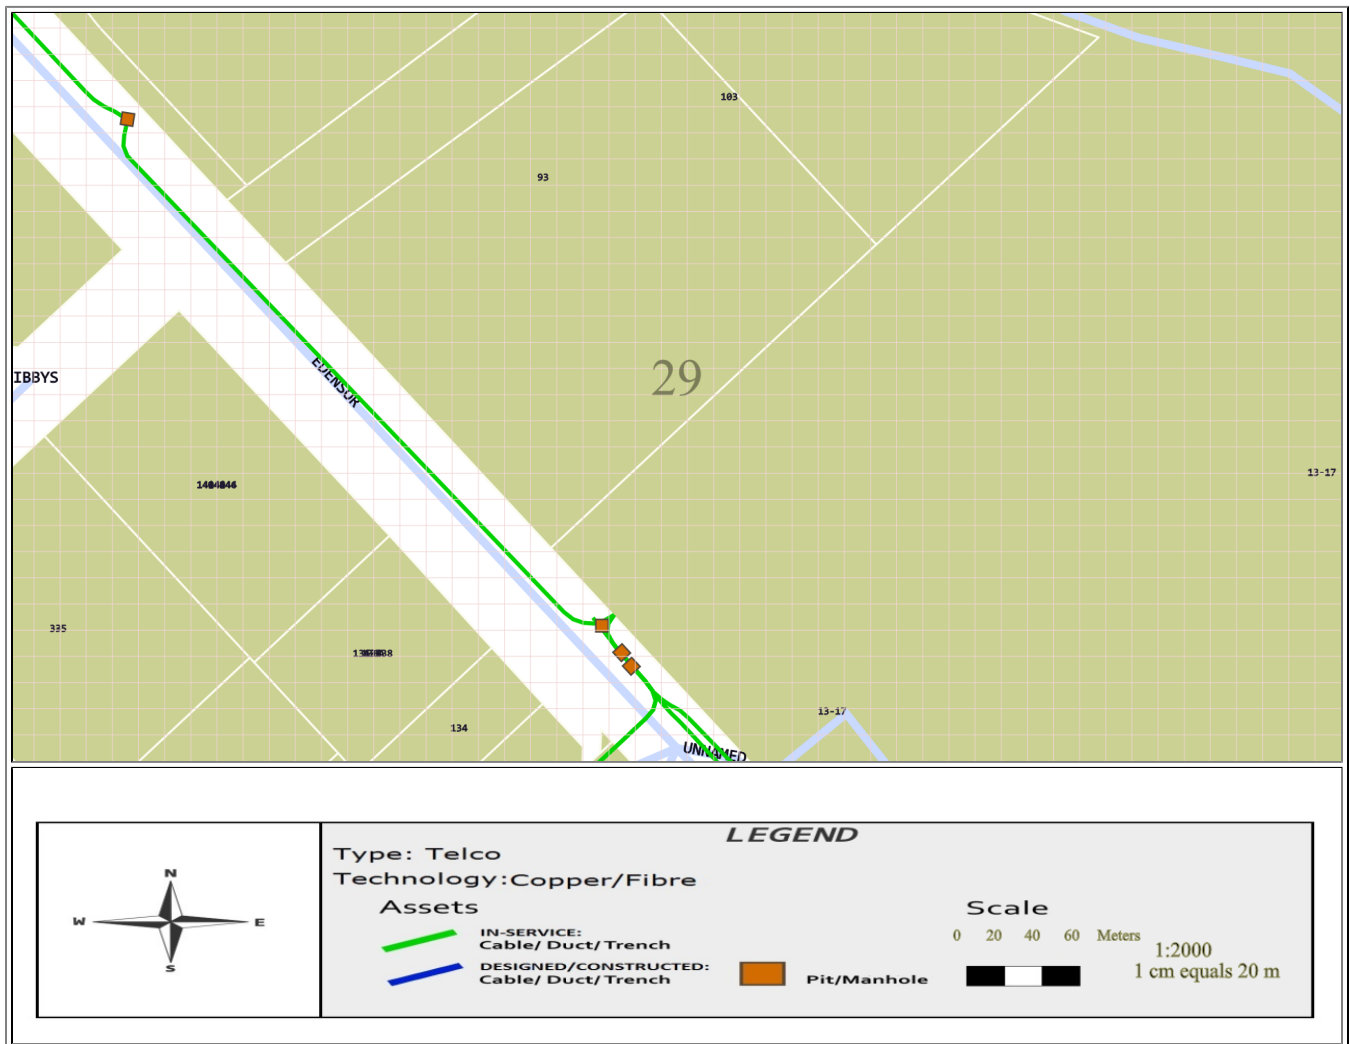 103
93
29
IBBYS
EDENSOR
13-17
335
134
13-17
UNNAMED
LEGEND
Type: Telco
Technology:Copper/Fibre
Assets
Scale
IN-SERVICE:
Cable/ Duct/ Trench
0 20 40 60 Meters
1:2000
1 cm equals 20 m
DESIGNED/CONSTRUCTED:
Cable/ Duct/ Trench
Pit/Manhole
N
W
E
S